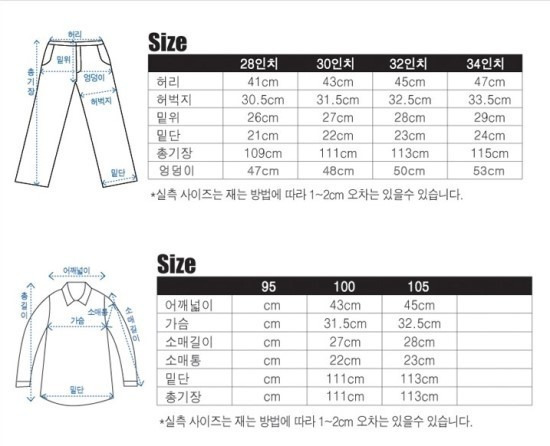 Size
허리
밑위
엉덩이
허벅지
총기장
밑단
28인치 30인치 32인치 34인치
허리 41cm 43cm 45cm 47cm
허벅지 30.5cm 31.5cm 32.5cm 33.5cm
밑위 26cm 27cm 28cm 29cm
밑단 21cm 22cm 23cm 24cm
총기장 109cm 111cm 113cm 115cm
엉덩이 47cm 48cm 50cm 53cm
*실측 사이즈는 재는 방법에 따라 1~2cm 오차는 있을수 있습니다.
Size
어깨넓이
총길이
소매통
가슴
밑단
95 100 105
어깨넓이 cm 43cm 45cm
가슴 cm 31.5cm 32.5cm
소매길이 cm 27cm 28cm
소매통 cm 22cm 23cm
밑단 cm 111cm 113cm
총기장 cm 111cm 113cm
*실측 사이즈는 재는 방법에 따라 1~2cm 오차는 있을수 있습니다.